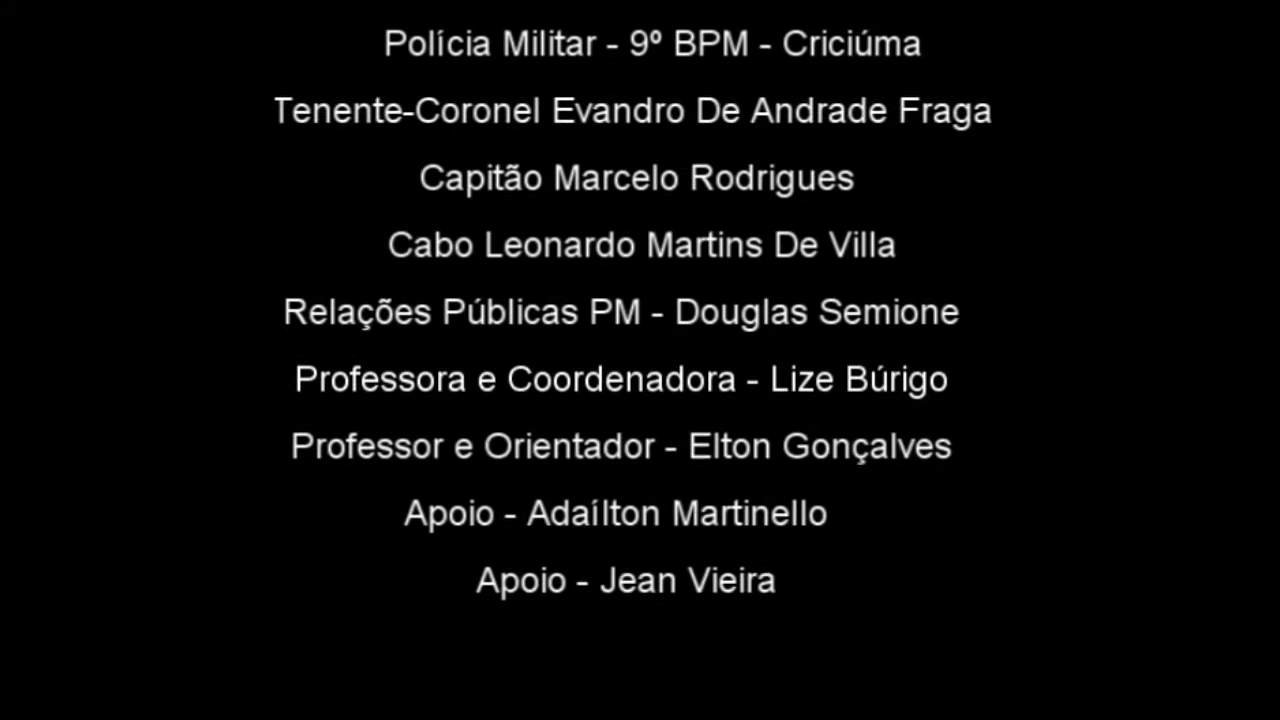 Polícia Militar - 9º BPM - Criciúma
Tenente-Coronel Evandro De Andrade Fraga
Capitão Marcelo Rodrigues
Cabo Leonardo Martins De Villa
Relações Públicas PM - Douglas Semione
Professora e Coordenadora - Lize Búrigo
Professor e Orientador - Elton Gonçalves
Apoio - Adaílton Martinello
Apoio - Jean Vieira